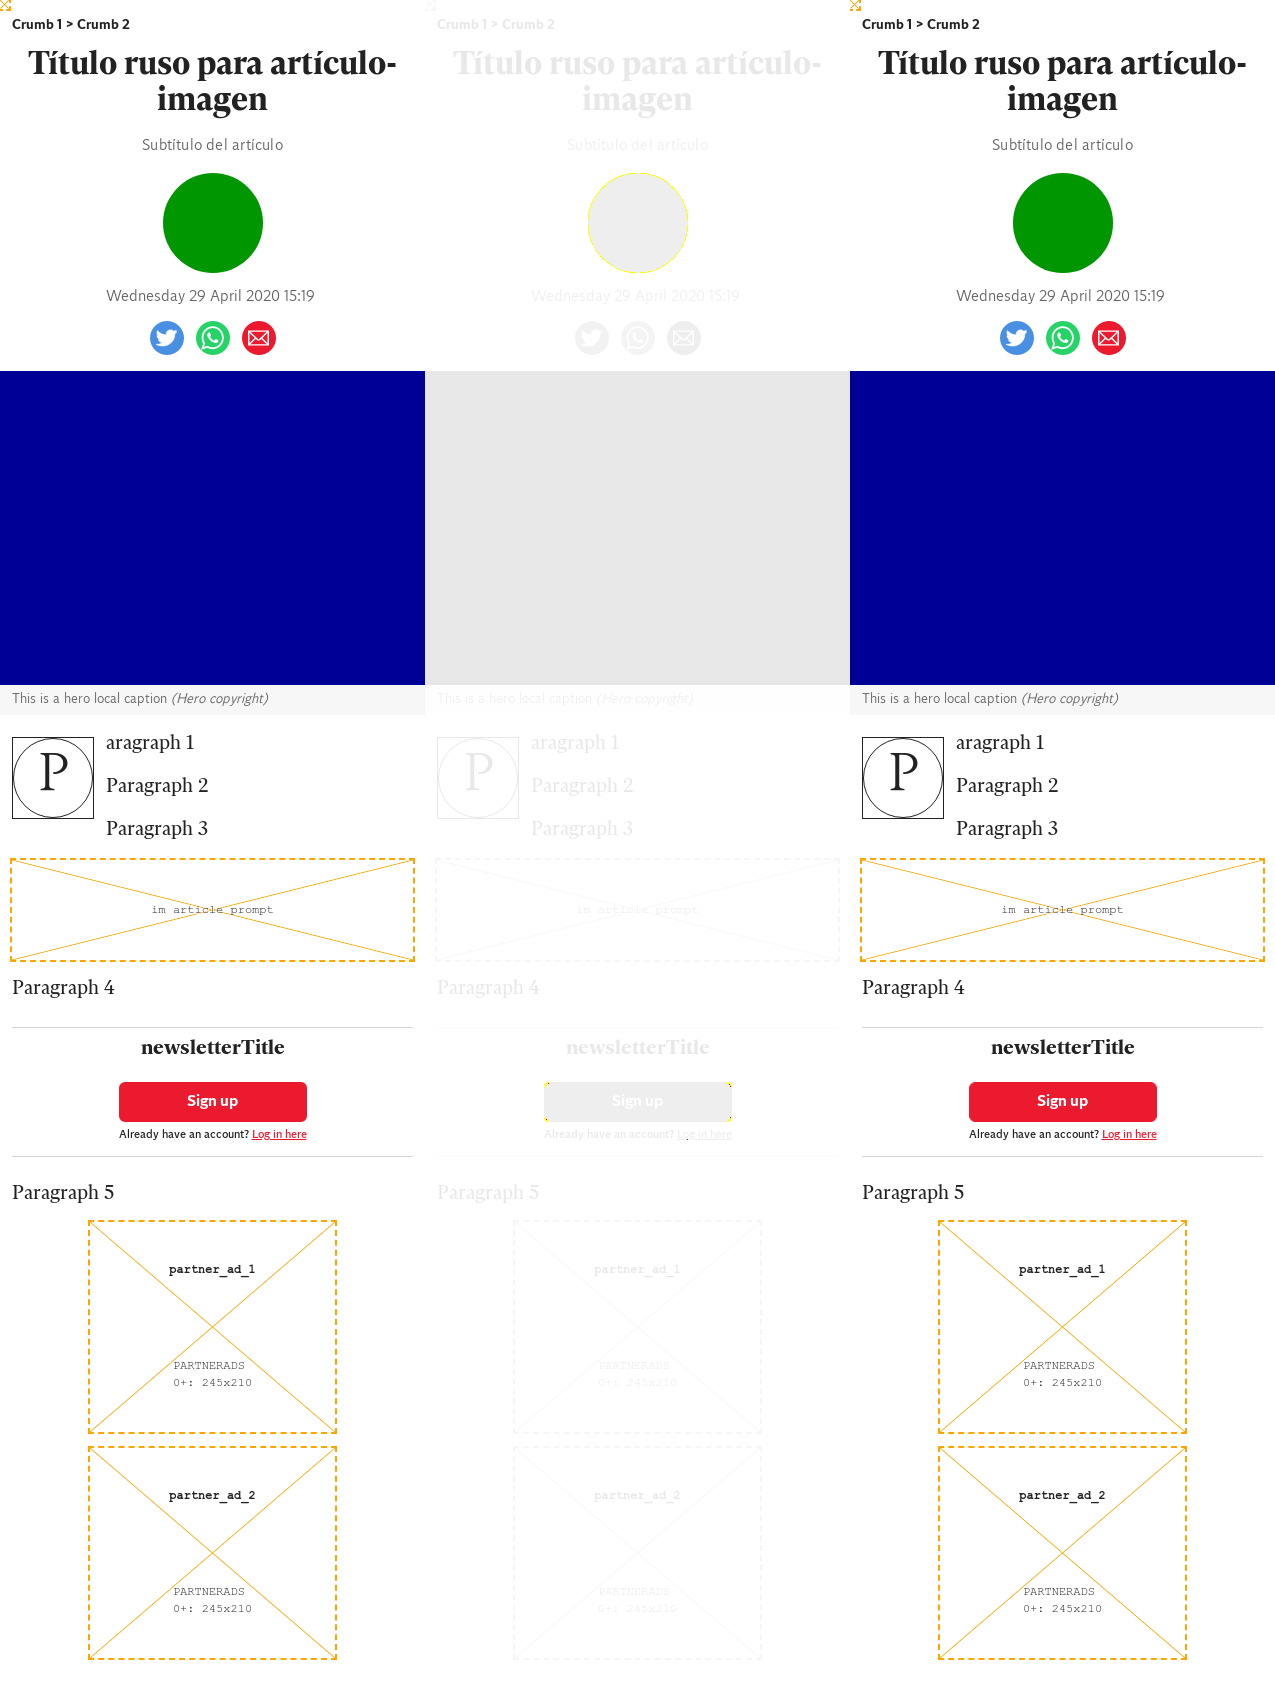 Crumb 1 > Crumb 2
Título ruso para artículo-
imagen
Subtítulo del artículo
Wednesday 29 April 2020 15:19
This is a hero local caption (Hero copyright)
P
aragraph 1
Paragraph 2
Paragraph 3
im article prompt
Paragraph 4
newsletterTitle
Sign up
Already have an account? Log in here
Paragraph 5
partner_ad_1
PARTNERADS
0+: 245x210
partner_ad_2
PARTNERADS
0+: 245x210
Crumb 1 > Crumb 2
Título ruso para artículo-
imagen
Subtítulo del artículo
Wednesday 29 April 2020 15:19
This is a hero local caption (Hero copyright)
P
aragraph 1
Paragraph 2
Paragraph 3
im article prompt
Paragraph 4
newsletterTitle
Sign up
Already have an account? Log in here
Paragraph 5
partner_ad_1
PARTNERADS
0+: 245x210
partner_ad_2
PARTNERADS
0+: 245x210
Crumb 1 > Crumb 2
Título ruso para artículo-
imagen
Subtítulo del artículo
Wednesday 29 April 2020 15:19
This is a hero local caption (Hero copyright)
P
aragraph 1
Paragraph 2
Paragraph 3
im article prompt
Paragraph 4
newsletterTitle
Sign up
Already have an account? Log in here
Paragraph 5
partner_ad_1
PARTNERADS
0+: 245x210
partner_ad_2
PARTNERADS
0+: 245x210